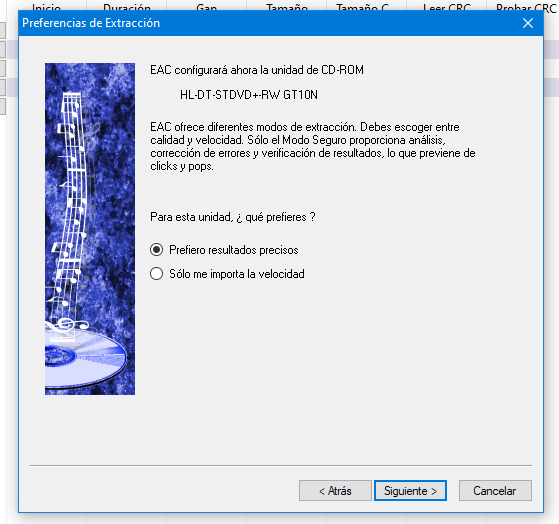 Inicio Duración Gap Tamaño Tamaño C. Leer CRC Probar CRC
Preferencias de Extracción
EAC configurará ahora la unidad de CD-ROM
HL-DT-STDVD+-RW GT10N
EAC ofrece diferentes modos de extracción. Debes escoger entre
calidad y velocidad. Sólo el Modo Seguro proporciona análisis,
corrección de errores y verificación de resultados, lo que previene de
clicks y pops.
Para esta unidad, ¿ qué prefieres ?
Prefiero resultados precisos
Sólo me importa la velocidad
< Atrás Siguiente > Cancelar